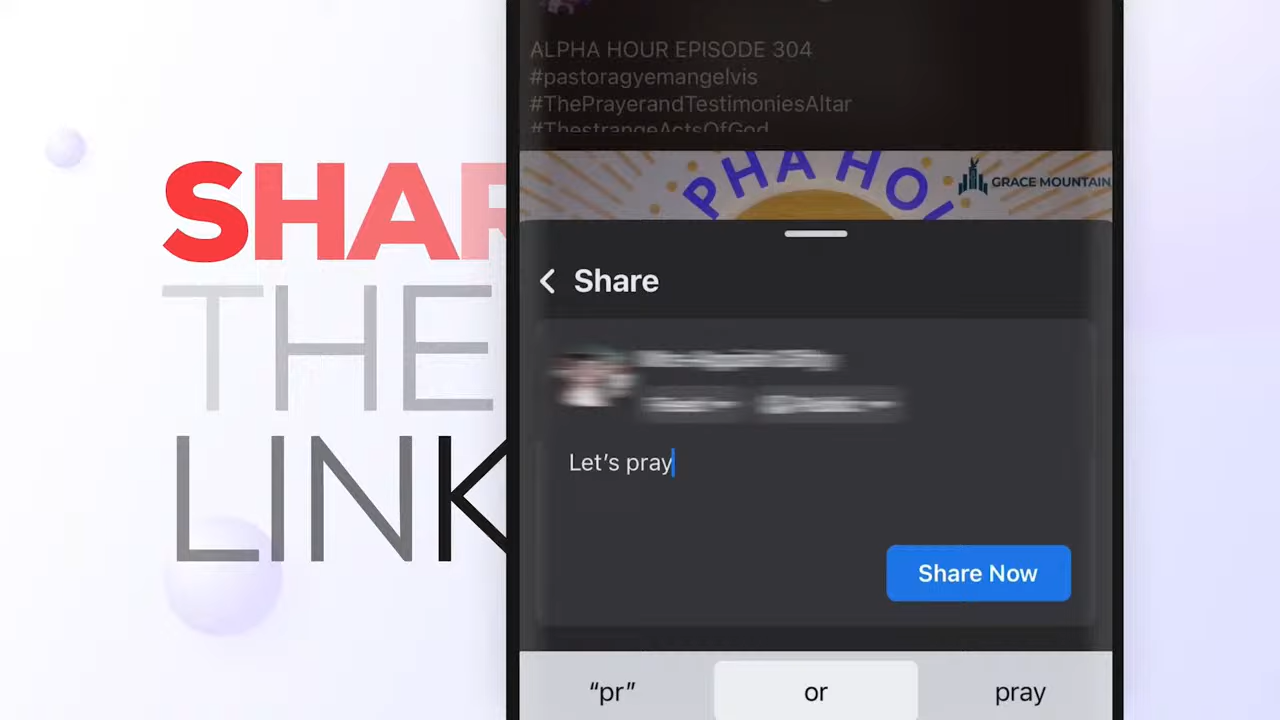 SHAR
THE
LINK
ALPHA HOUR EPISODE 304
#pastoragyemangelvis
#ThePrayerandTestimoniesAltar
#ThestrangeActsOfGod
PHA HO
GRACE MOUNTAIN
Share
Let’s pray
Share Now
“pr”
or
pray